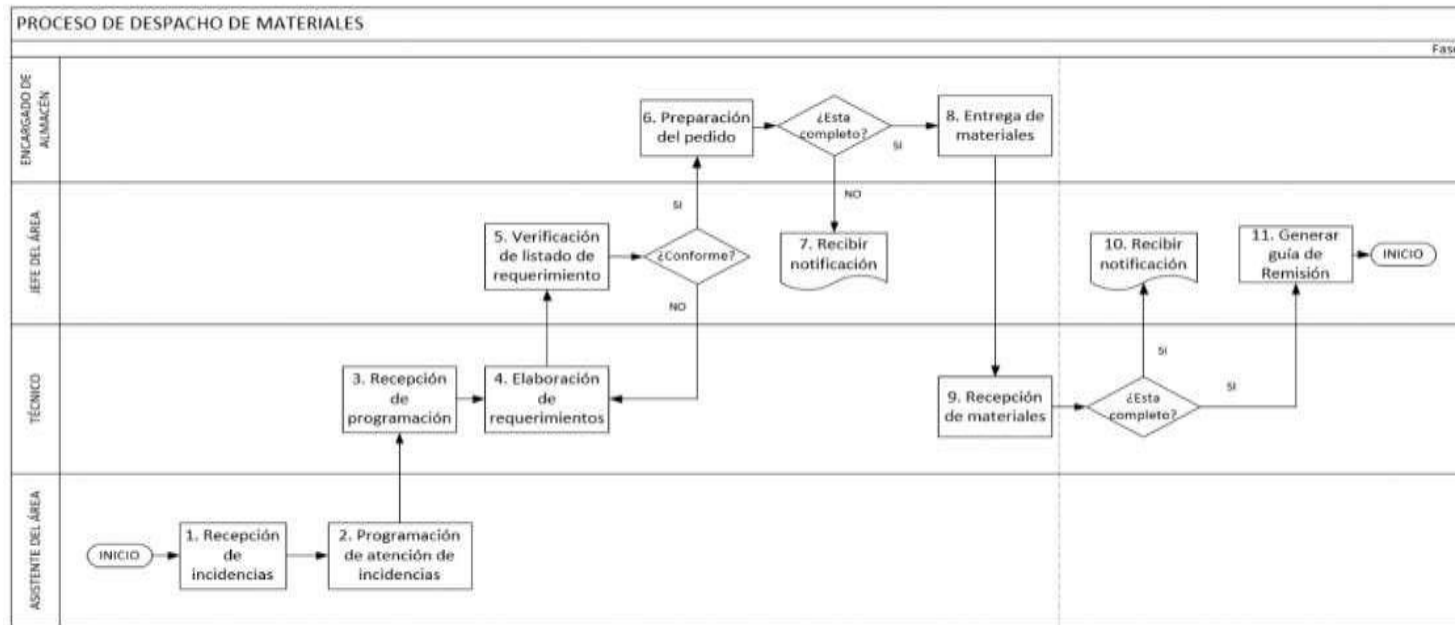 PROCESO DE DESPACHO DE MATERIALES
Fase
ENCARGADO DE
ALMACÉN
6. Preparación
del pedido
¿Esta
completo?
SI
NO
8. Entrega de
materiales
JEFE DEL ÁREA
5. Verificación
de listado de
requerimiento
SI
¿Conforme?
NO
7. Recibir
notificación
10. Recibir
notificación
11. Generar
guía de
Remisión
INICIO
TÉCNICO
3. Recepción
de
programación
4. Elaboración
de
requerimientos
9. Recepción
de materiales
¿Esta
completo?
SI
SI
ASISTENTE DEL ÁREA
INICIO
1. Recepción
de
incidencias
2. Programación
de atención de
incidencias